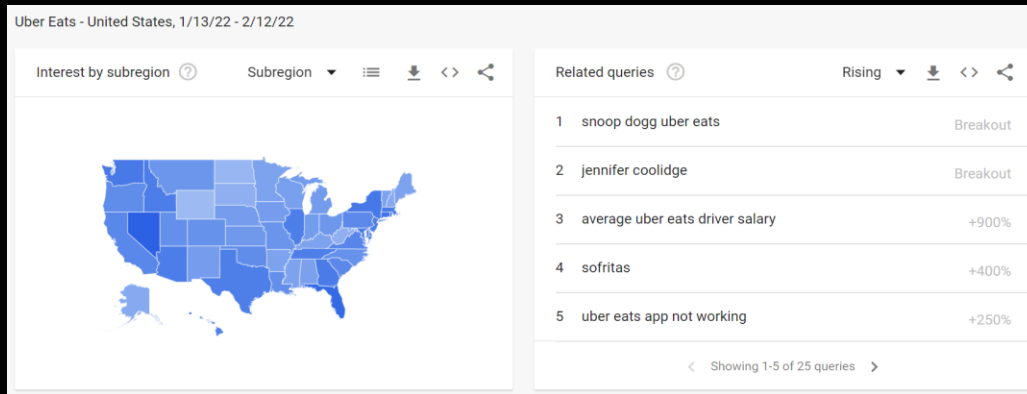 Uber Eats - United States, 1/13/22 - 2/12/22
Interest by subregion ? Subregion <>
Related queries ? Rising <>
1 snoop dogg uber eats Breakout
2 jennifer coolidge Breakout
3 average uber eats driver salary +900%
4 sofritas +400%
5 uber eats app not working +250%
Showing 1-5 of 25 queries